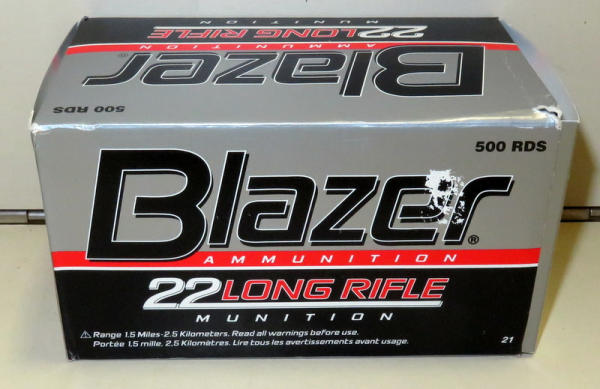 22 LONG RIFLE
MUNITION
AMMUNITION
Blazer®
500 RDS
500 RDS
Blazer®
AMMUNITION
22 LONG RIFLE
MUNITION
⚠ Range 1.5 Miles-2.5 Kilometers. Read all warnings before use.
Portée 1.5 mille, 2.5 Kilomètres. Lire tous les avertissements avant usage.
21